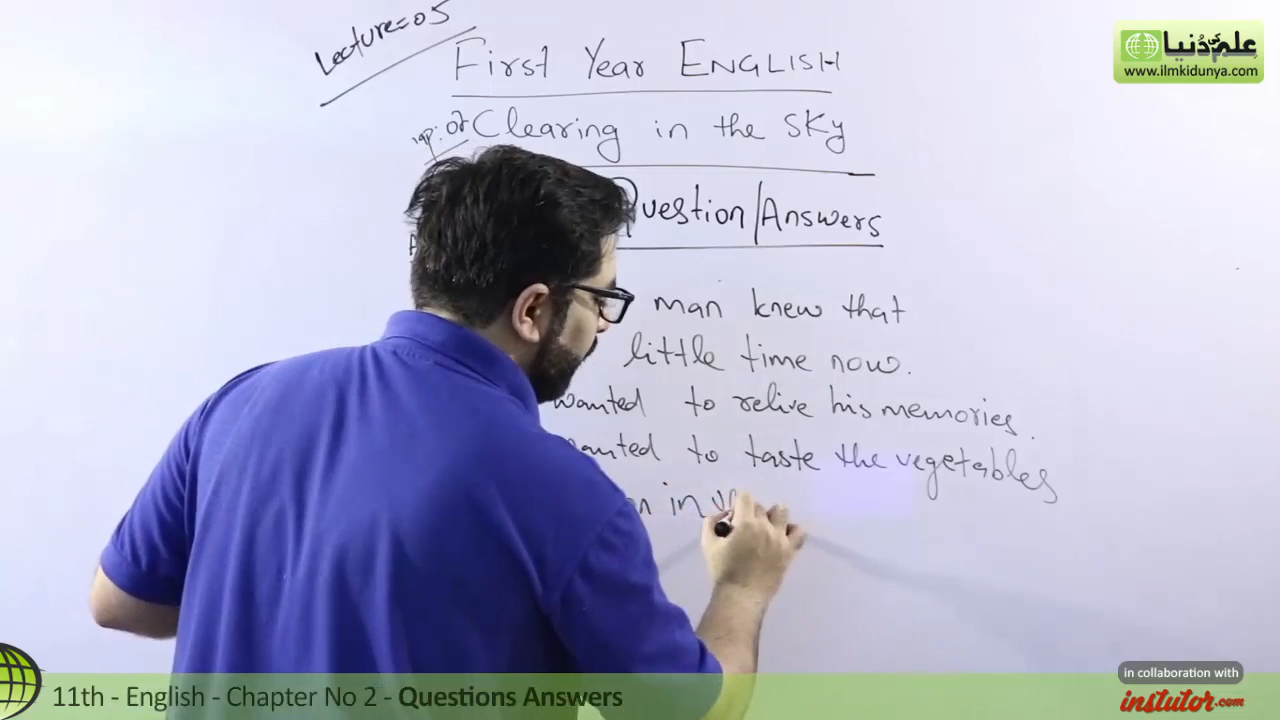 Lecture=05
First Year ENGLISH
Clearing in the Sky
Question/Answers
man knew that
little time now.
wanted to relive his memories.
wanted to taste the vegetables
in
علم کی دُنیا
www.ilmkidunya.com
in collaboration with
instutor.com
11th - English - Chapter No 2 - Questions Answers